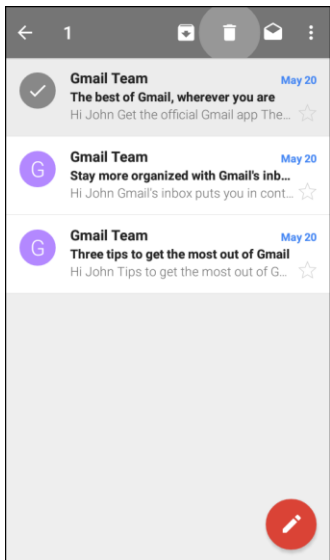 1
Gmail Team May 20
The best of Gmail, wherever you are
Hi John Get the official Gmail app The...
G
Gmail Team May 20
Stay more organized with Gmail's inb...
Hi John Gmail's inbox puts you in cont...
G
Gmail Team May 20
Three tips to get the most out of Gmail
Hi John Tips to get the most out of G...